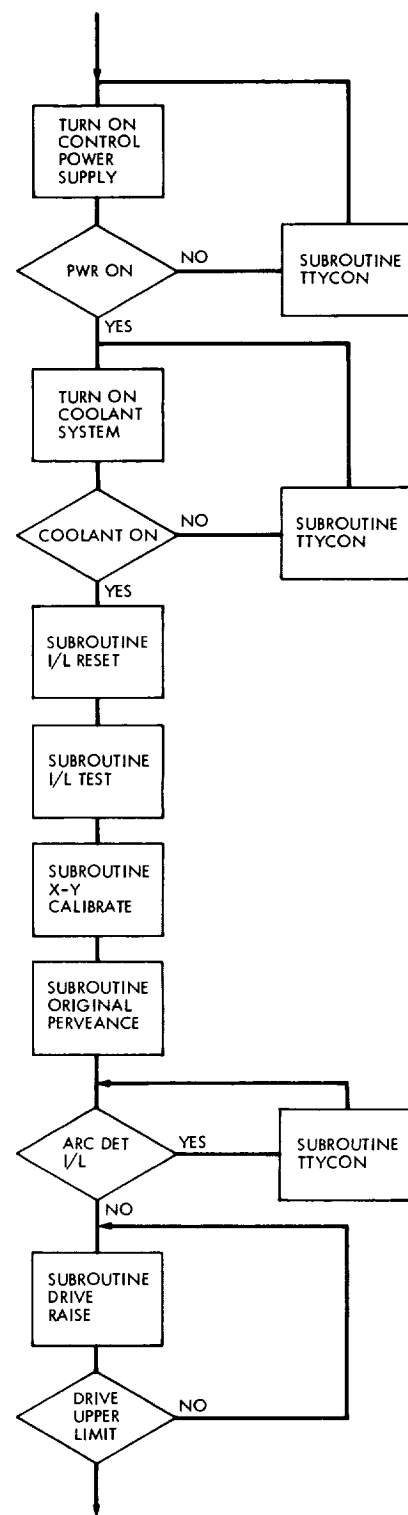 TURN ON
CONTROL
POWER
SUPPLY
PWR ON
NO
SUBROUTINE
TTYCON
YES
TURN ON
COOLANT
SYSTEM
COOLANT ON
NO
SUBROUTINE
TTYCON
YES
SUBROUTINE
I/L RESET
SUBROUTINE
I/L TEST
SUBROUTINE
X-Y
CALIBRATE
SUBROUTINE
ORIGINAL
PERVEANCE
ARC DET
I/L
YES
SUBROUTINE
TTYCON
NO
SUBROUTINE
DRIVE
RAISE
DRIVE
UPPER
LIMIT
NO